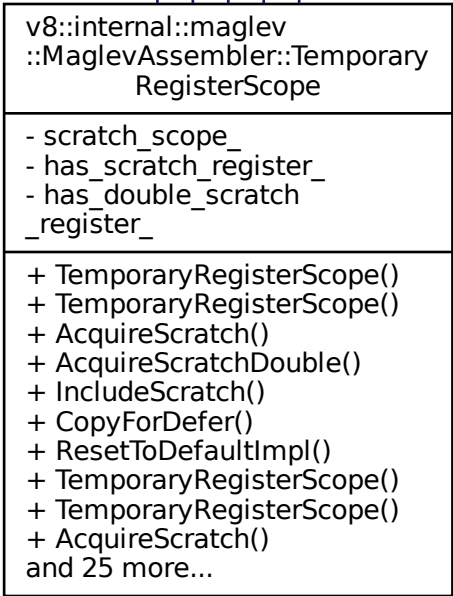 v8::internal::maglev
::MaglevAssembler::Temporary
RegisterScope
- scratch_scope_
- has_scratch_register_
- has_double_scratch
_register_
+ TemporaryRegisterScope()
+ TemporaryRegisterScope()
+ AcquireScratch()
+ AcquireScratchDouble()
+ IncludeScratch()
+ CopyForDefer()
+ ResetToDefaultImpl()
+ TemporaryRegisterScope()
+ TemporaryRegisterScope()
+ AcquireScratch()
and 25 more...